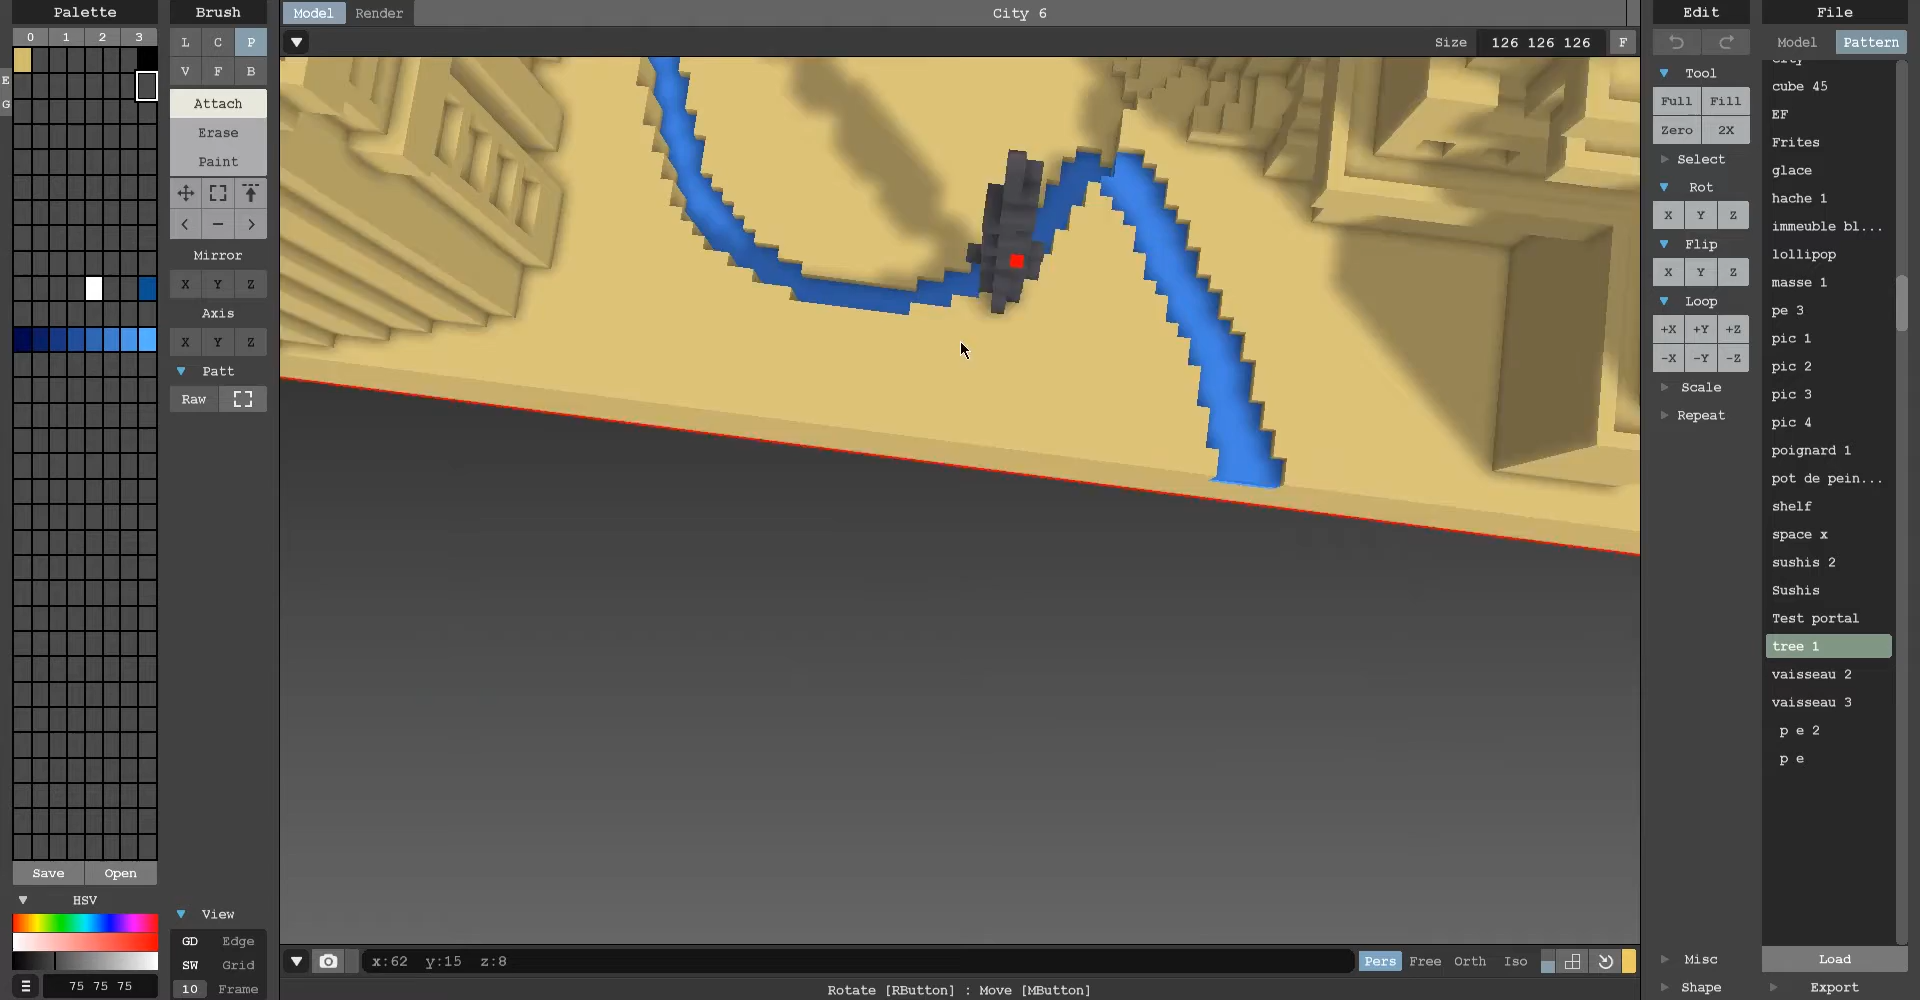 Palette
Brush
Model
Render
City 6
Edit
File
0 1 2 3
L C P
Size 126 126 126 F
Model
Pattern
V F B
Tool
City
cube 45
E
G
Attach
Full Fill
EF
Erase
Zero 2X
Frites
Paint
Select
glace
Rot
hache 1
< - >
X Y Z
immeuble bl...
Mirror
Flip
lollipop
X Y Z
X Y Z
masse 1
Axis
Loop
pe 3
X Y Z
+X +Y +Z
pic 1
-X -Y -Z
pic 2
Patt
Scale
pic 3
Raw
Repeat
pic 4
poignard 1
pot de pein...
shelf
space x
sushis 2
Sushis
Test portal
tree 1
vaisseau 2
vaisseau 3
p e 2
p e
Save Open
HSV
View
GD Edge
SW Grid
10 Frame
75 75 75
x:62 y:15 z:8
Pers Free Orth Iso
Misc
Load
Shape
Export
Rotate [RButton] : Move [MButton]